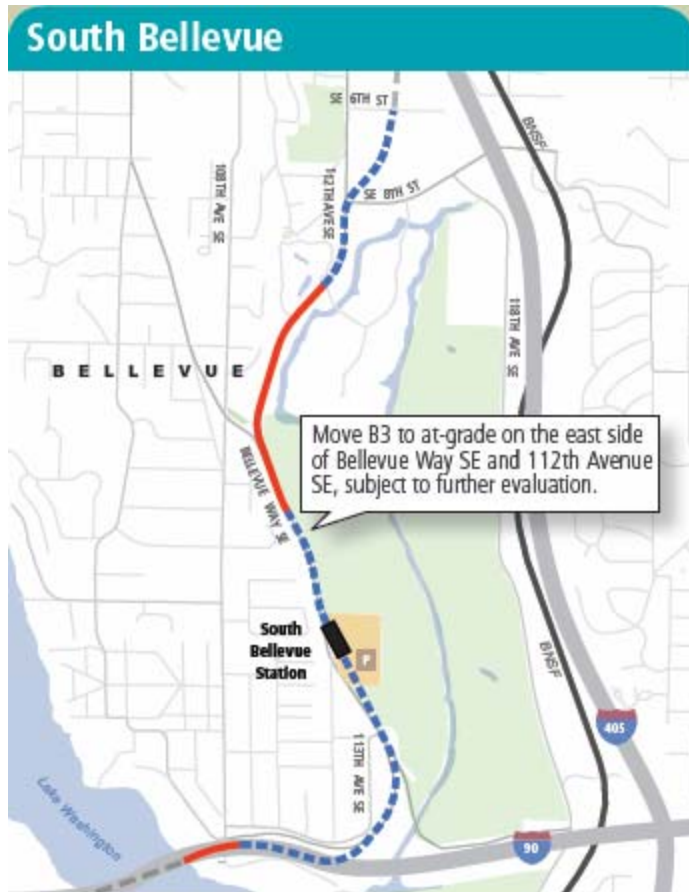 South Bellevue
SE 6TH ST
BNSF
108TH AVE SE
112TH AVE SE
SE 8TH ST
118TH AVE SE
BELLEVUE
Move B3 to at-grade on the east side
of Bellevue Way SE and 112th Avenue
SE, subject to further evaluation.
BELLEVUE WAY SE
South
Bellevue
Station
P
BNSF
405
113TH AVE SE
Lake Washington
90